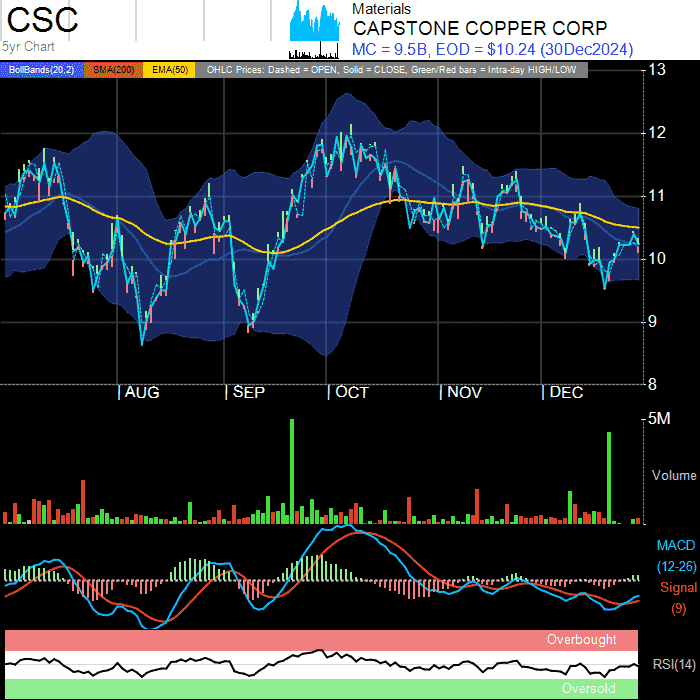 CSC
5yr Chart
Materials
CAPSTONE COPPER CORP
MC = 9.5B, EOD = $10.24 (30Dec2024)
BollBands(20,2) SMA(200) EMA(50) OHLC Prices: Dashed = OPEN, Solid = CLOSE, Green/Red bars = Intra-day HIGH/LOW
13
12
11
10
9
8
AUG SEP OCT NOV DEC
5M
Volume
MACD
(12-26)
Signal
(9)
Overbought
RSI(14)
Oversold